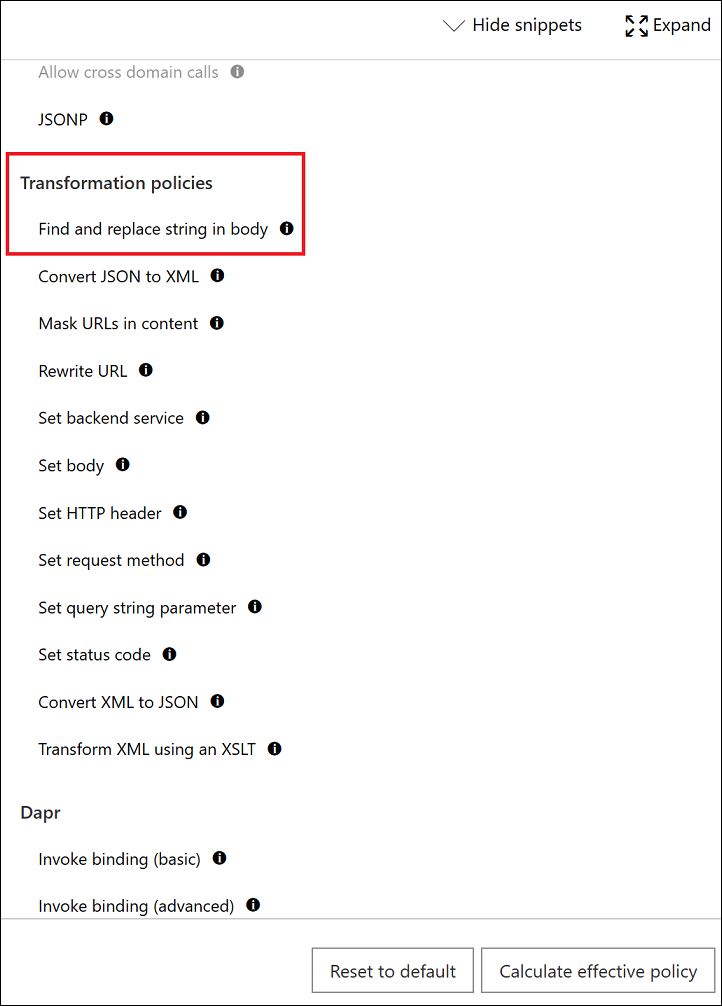 Hide snippets
Expand
Allow cross domain calls
JSONP
Transformation policies
Find and replace string in body
Convert JSON to XML
Mask URLs in content
Rewrite URL
Set backend service
Set body
Set HTTP header
Set request method
Set query string parameter
Set status code
Convert XML to JSON
Transform XML using an XSLT
Dapr
Invoke binding (basic)
Invoke binding (advanced)
Reset to default
Calculate effective policy